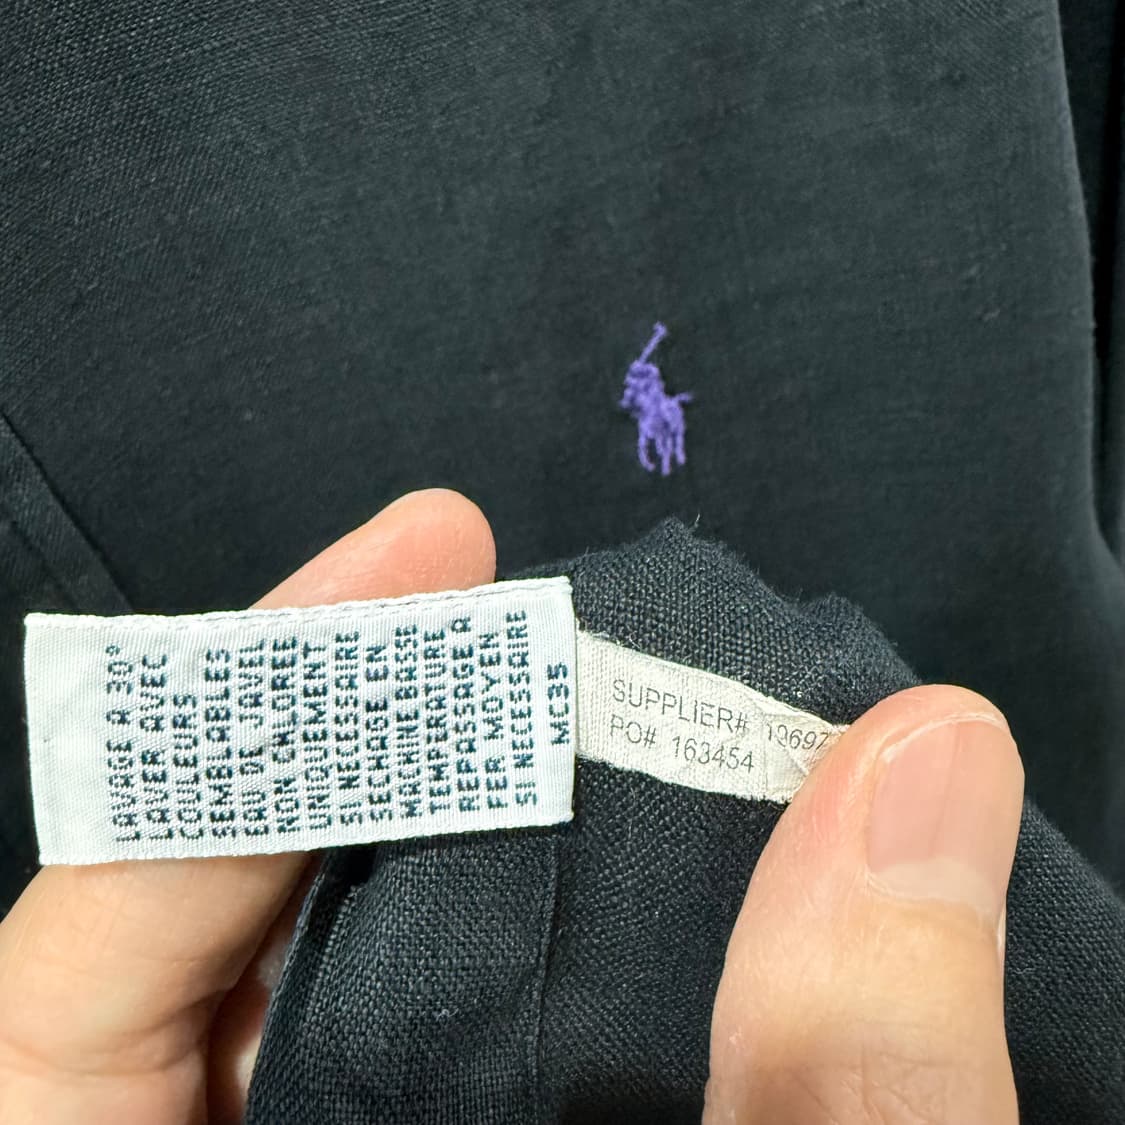 LAVAGE A 30°
LAVER AVEC
COULEURS
SEMBLABLES
EAU DE JAVEL
NON CHLOREE
UNIQUEMENT
SI NECESSAIRE
SECHAGE EN
MACHINE BASSE
TEMPERATURE
REPASSAGE A
FER MOYEN
SI NECESSAIRE
MC35
SUPPLIER#
PO# 163454